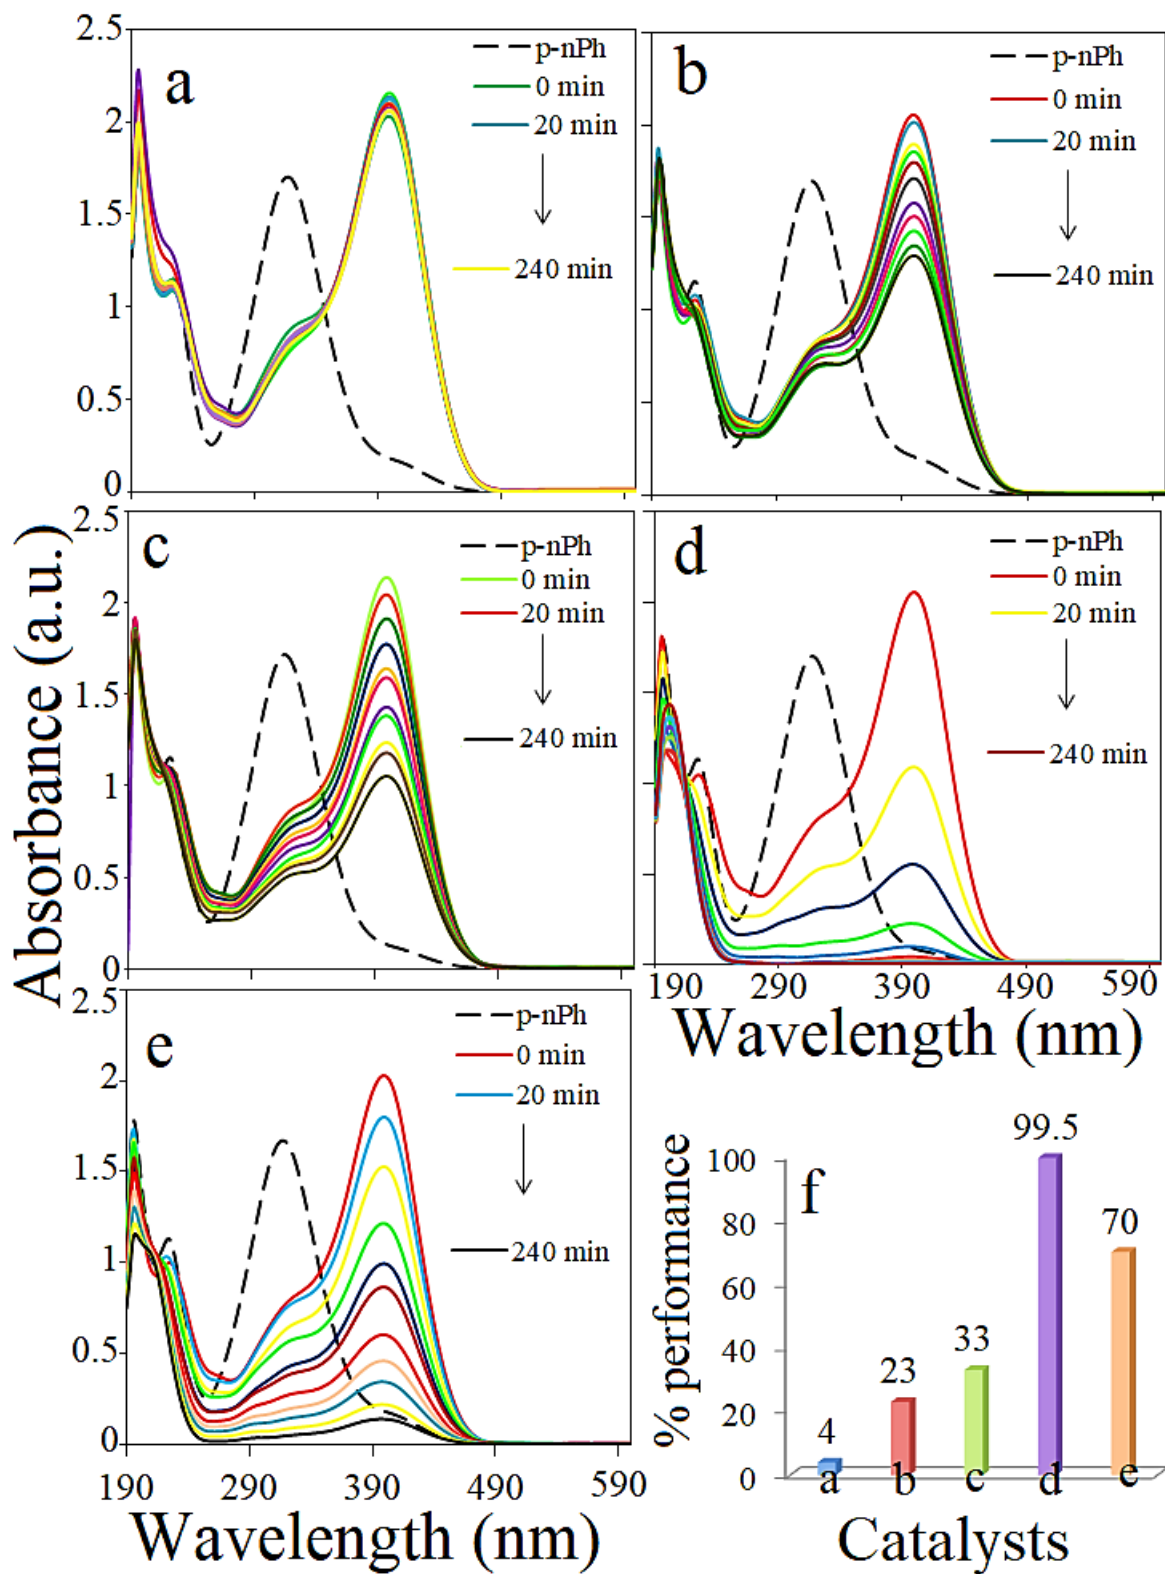 2.5
2
1.5
1
0.5
0
a
p-nPh
0 min
20 min
240 min
b
p-nPh
0 min
20 min
240 min
Absorbance (a.u.)
2.5
2
1.5
1
0.5
0
c
p-nPh
0 min
20 min
240 min
d
p-nPh
0 min
20 min
240 min
190 290 390 490 590
Wavelength (nm)
2.5
2
1.5
1
0.5
0
e
p-nPh
0 min
20 min
240 min
190 290 390 490 590
Wavelength (nm)
% performance
100
80
60
40
20
0
f
4
23
33
99.5
70
a b c d e
Catalysts